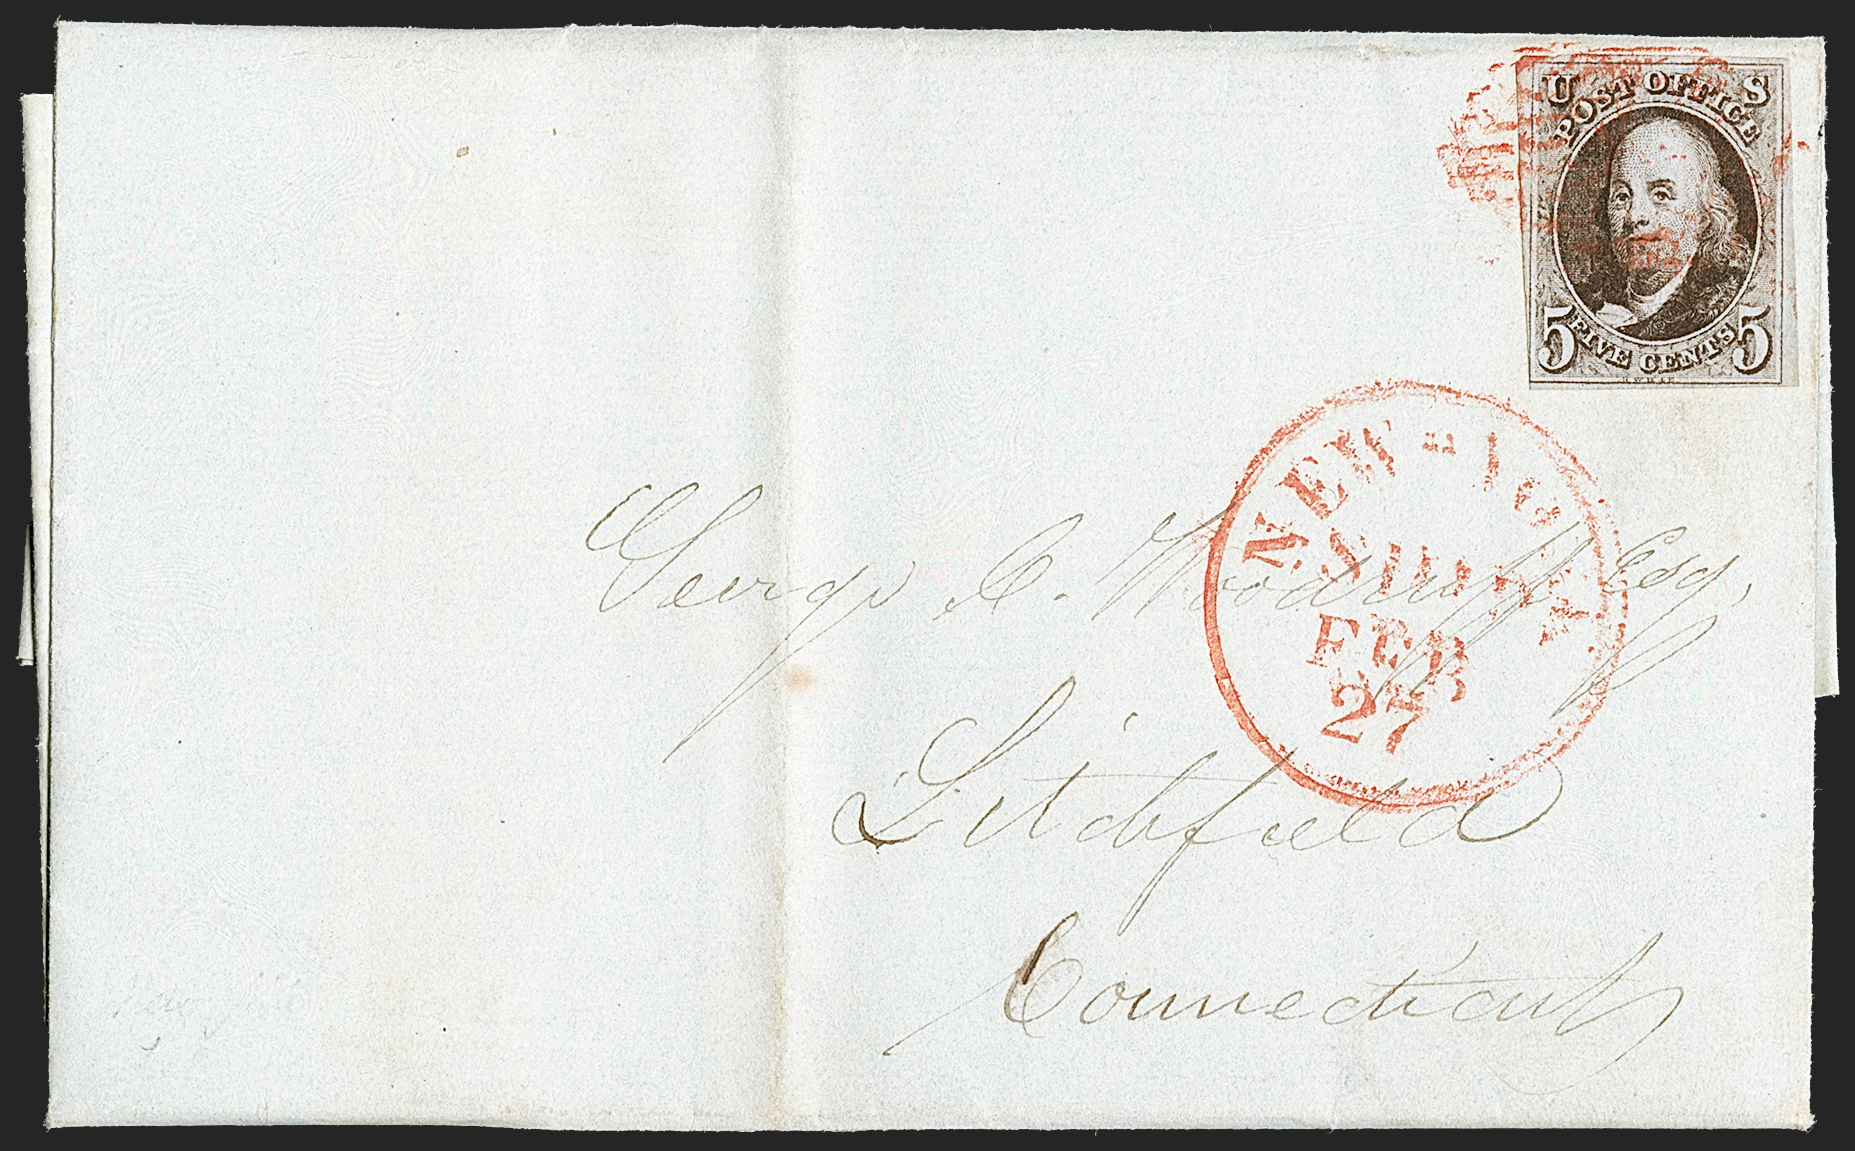 U S
POST OFFICE
5 FIVE CENTS 5
NEW-YORK
FEB
27
George C. Woodruff Esq,
Litchfield
Connecticut